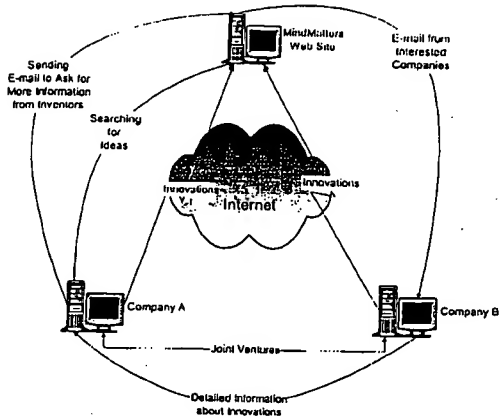 Sending
E-mail to Ask for
More Information
from Inventors
MindMatters
Web Site
E-mail from
Interested
Companies
Searching
for
Ideas
Innovations
Innovations
Internet
Company A
Company B
Joint Ventures
Detailed Information
about Innovations